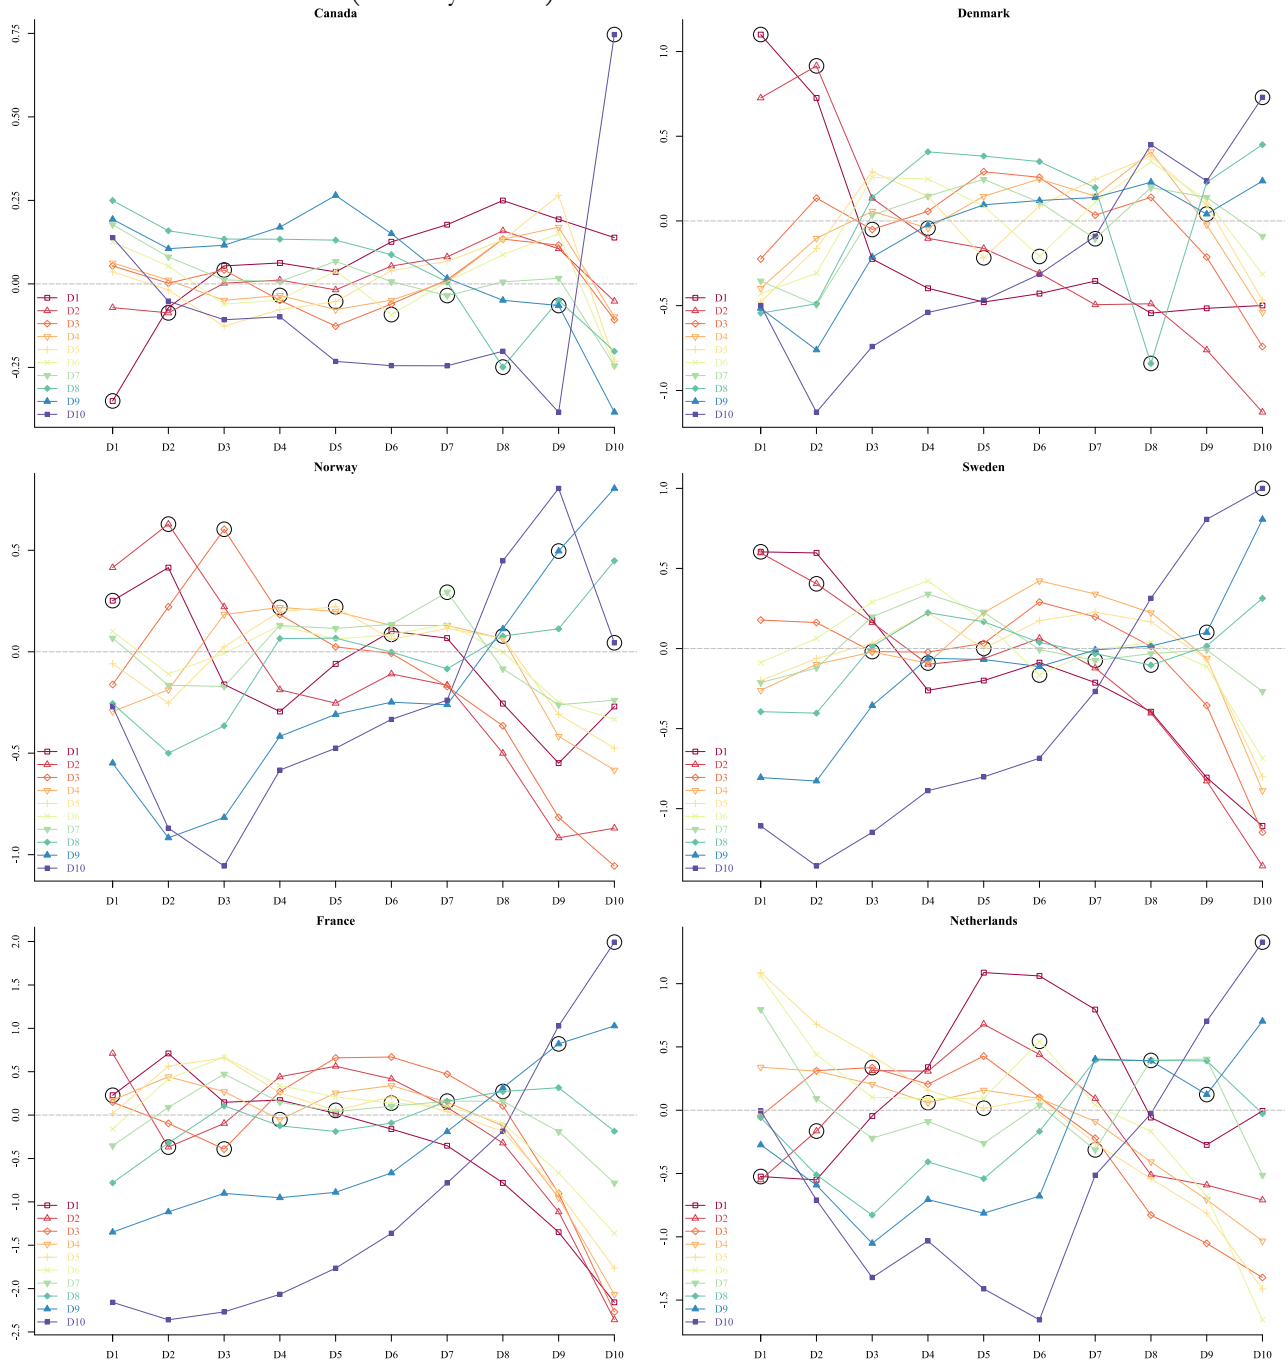 Canada
0.75
0.50
0.25
0.00
-0.25
D1
D2
D3
D4
D5
D6
D7
D8
D9
D10
D1 D2 D3 D4 D5 D6 D7 D8 D9 D10
Denmark
1.0
0.5
0.0
-0.5
-1.0
D1
D2
D3
D4
D5
D6
D7
D8
D9
D10
D1 D2 D3 D4 D5 D6 D7 D8 D9 D10
Norway
0.5
0.0
-0.5
-1.0
D1
D2
D3
D4
D5
D6
D7
D8
D9
D10
D1 D2 D3 D4 D5 D6 D7 D8 D9 D10
Sweden
1.0
0.5
0.0
-0.5
-1.0
D1
D2
D3
D4
D5
D6
D7
D8
D9
D10
D1 D2 D3 D4 D5 D6 D7 D8 D9 D10
France
2.0
1.5
1.0
0.5
0.0
-0.5
-1.0
-1.5
-2.0
-2.5
D1
D2
D3
D4
D5
D6
D7
D8
D9
D10
D1 D2 D3 D4 D5 D6 D7 D8 D9 D10
Netherlands
1.0
0.5
0.0
-0.5
-1.0
-1.5
D1
D2
D3
D4
D5
D6
D7
D8
D9
D10
D1 D2 D3 D4 D5 D6 D7 D8 D9 D10